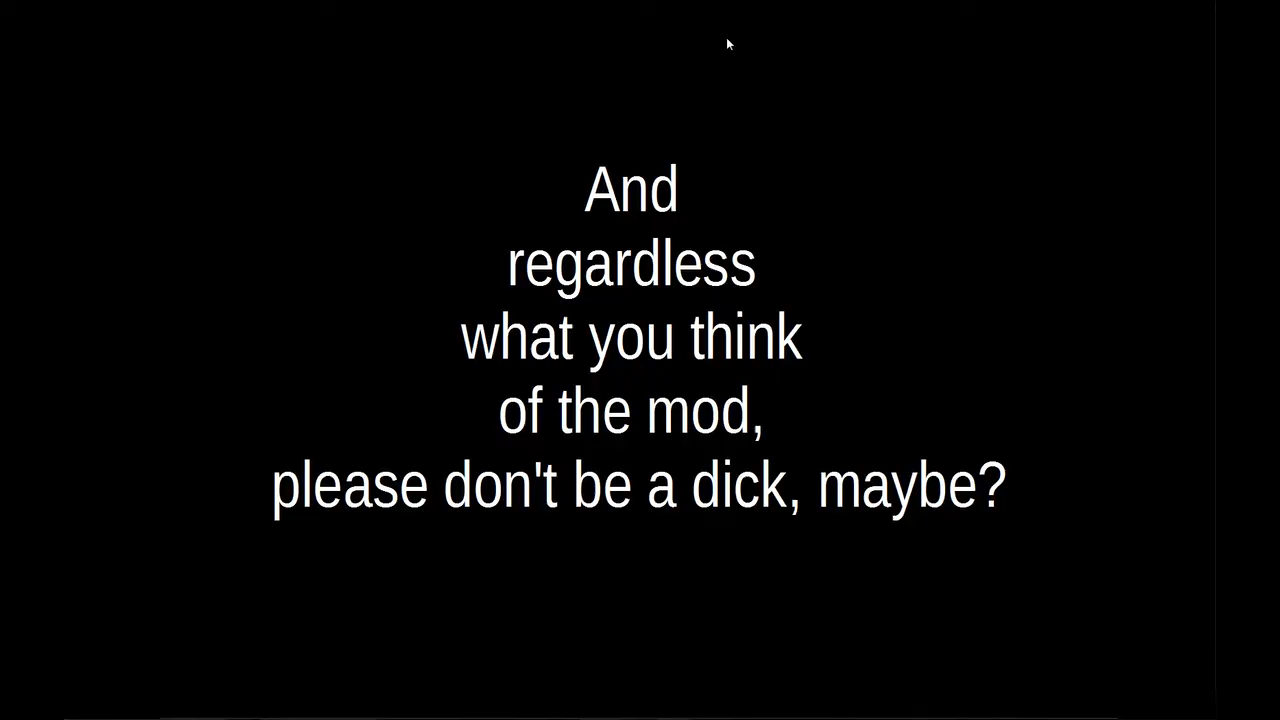 And
regardless
what you think
of the mod,
please don't be a dick, maybe?